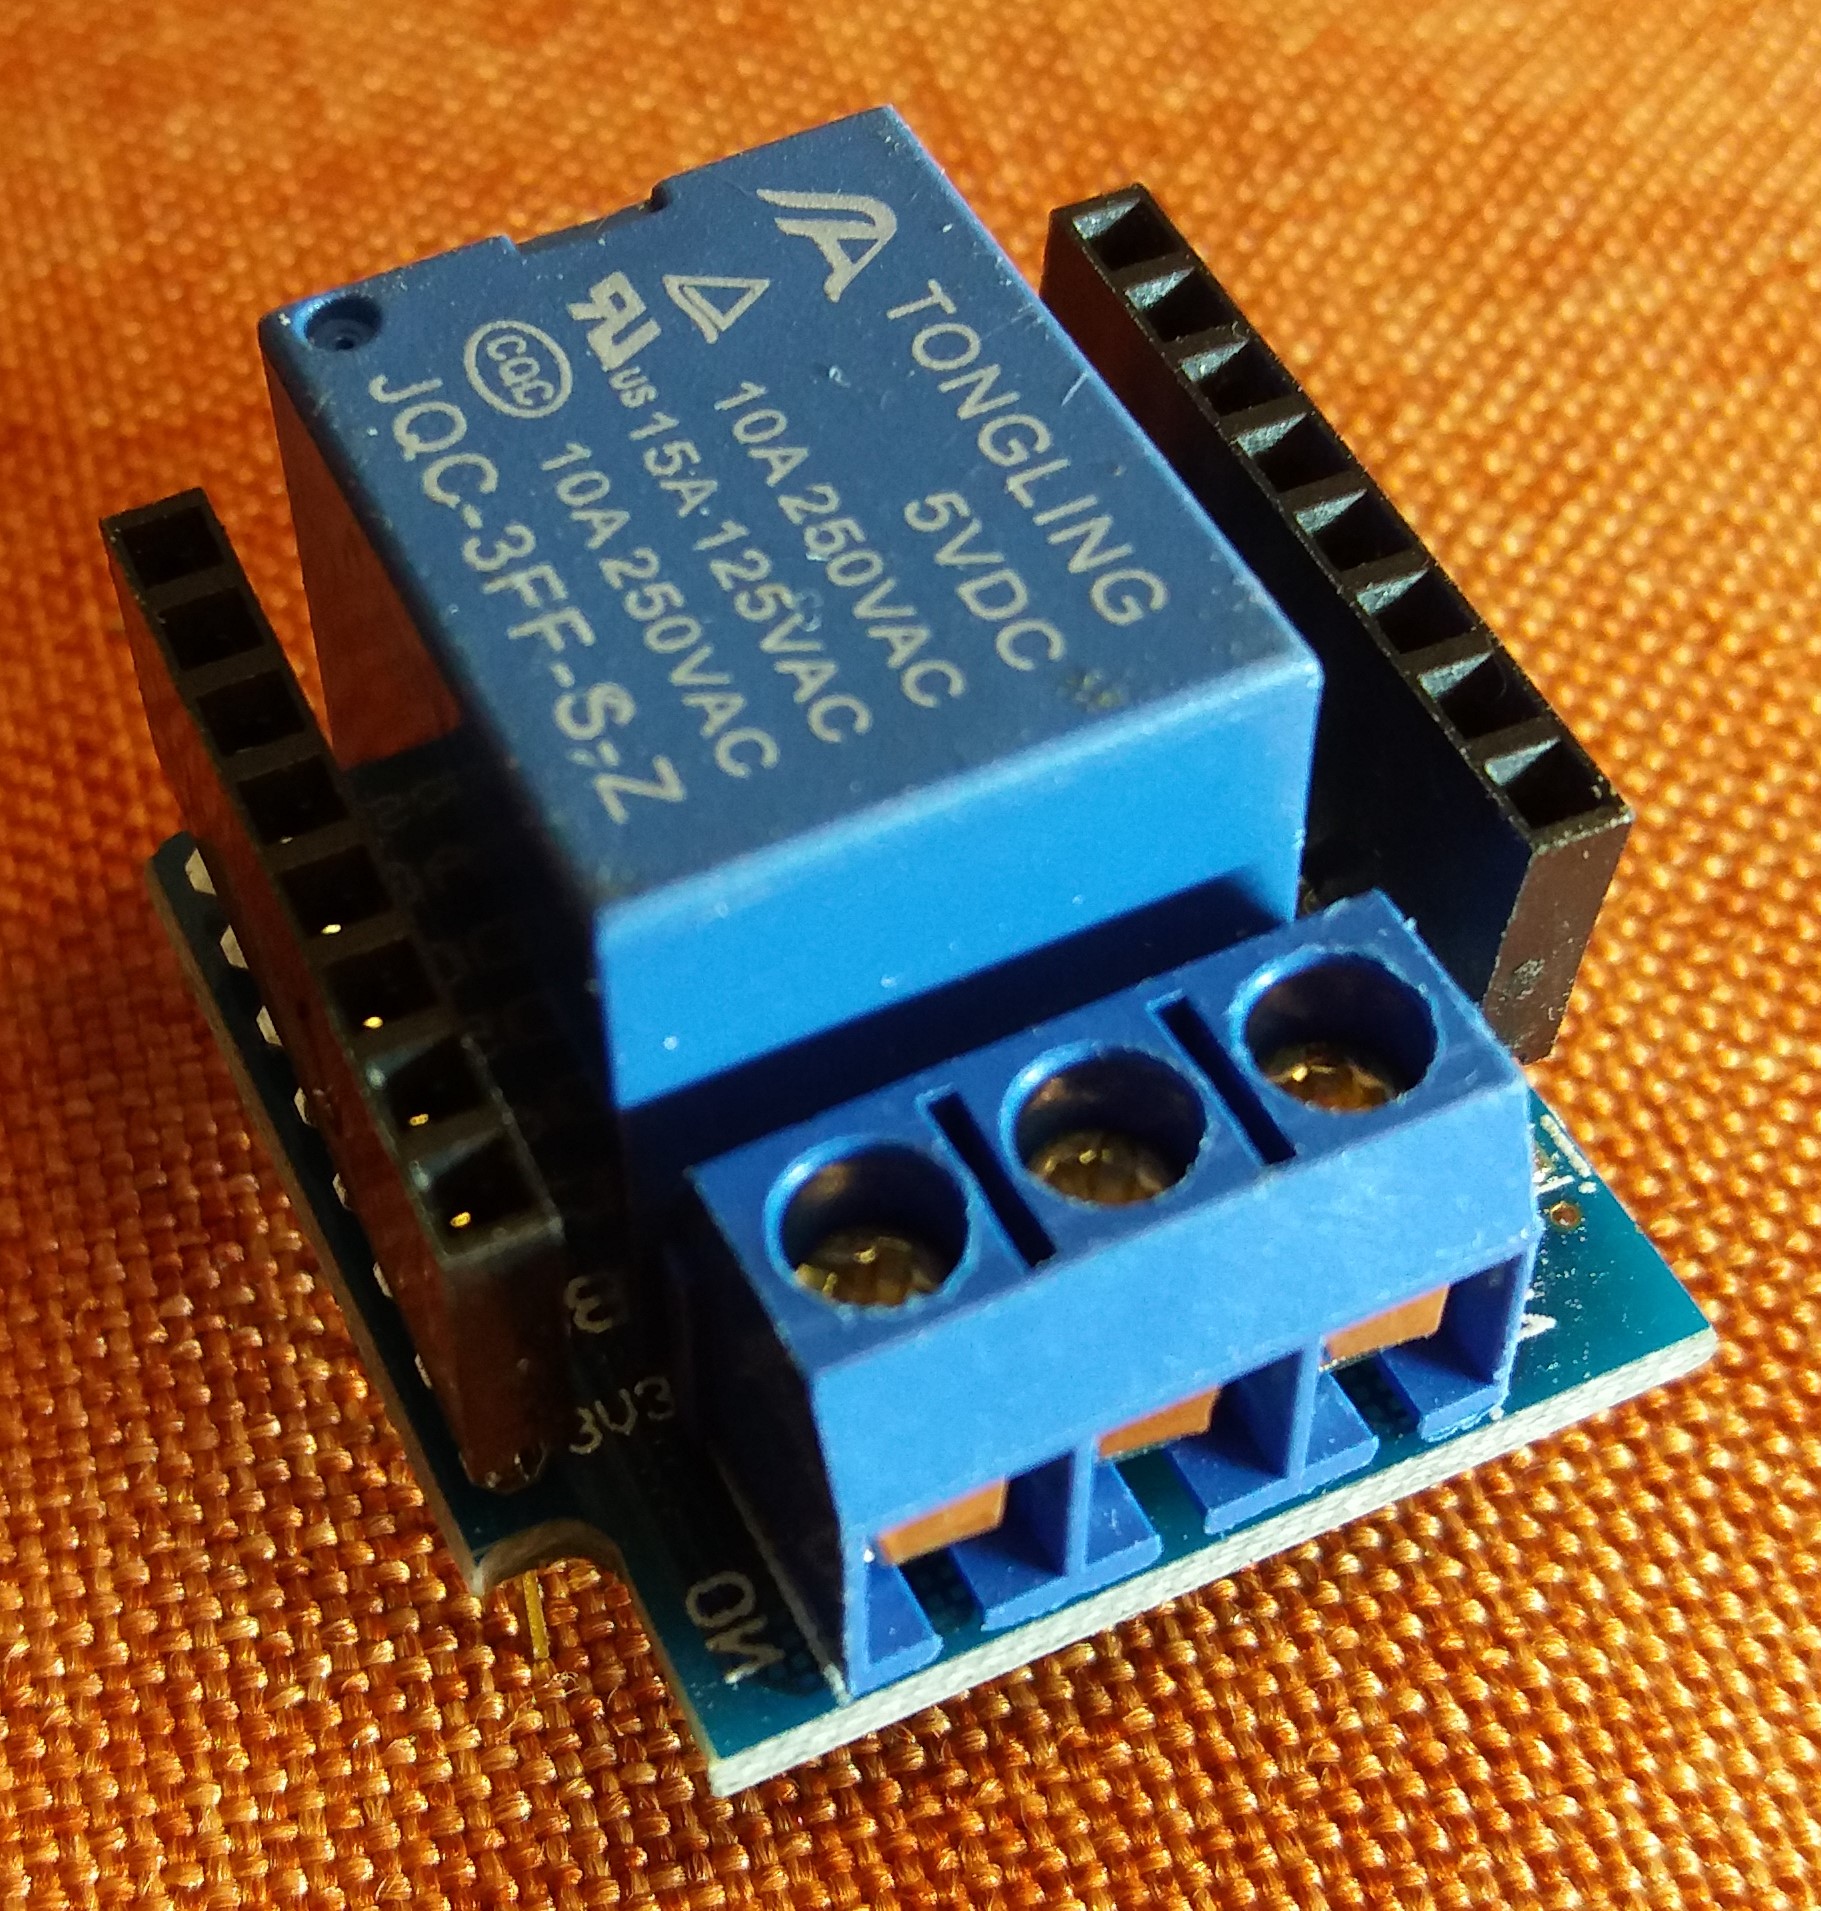 TONGLING
5VDC
10A 250VAC
US 15A 125VAC
CQC 10A 250VAC
JQC-3FF-S-Z
3V3
NO